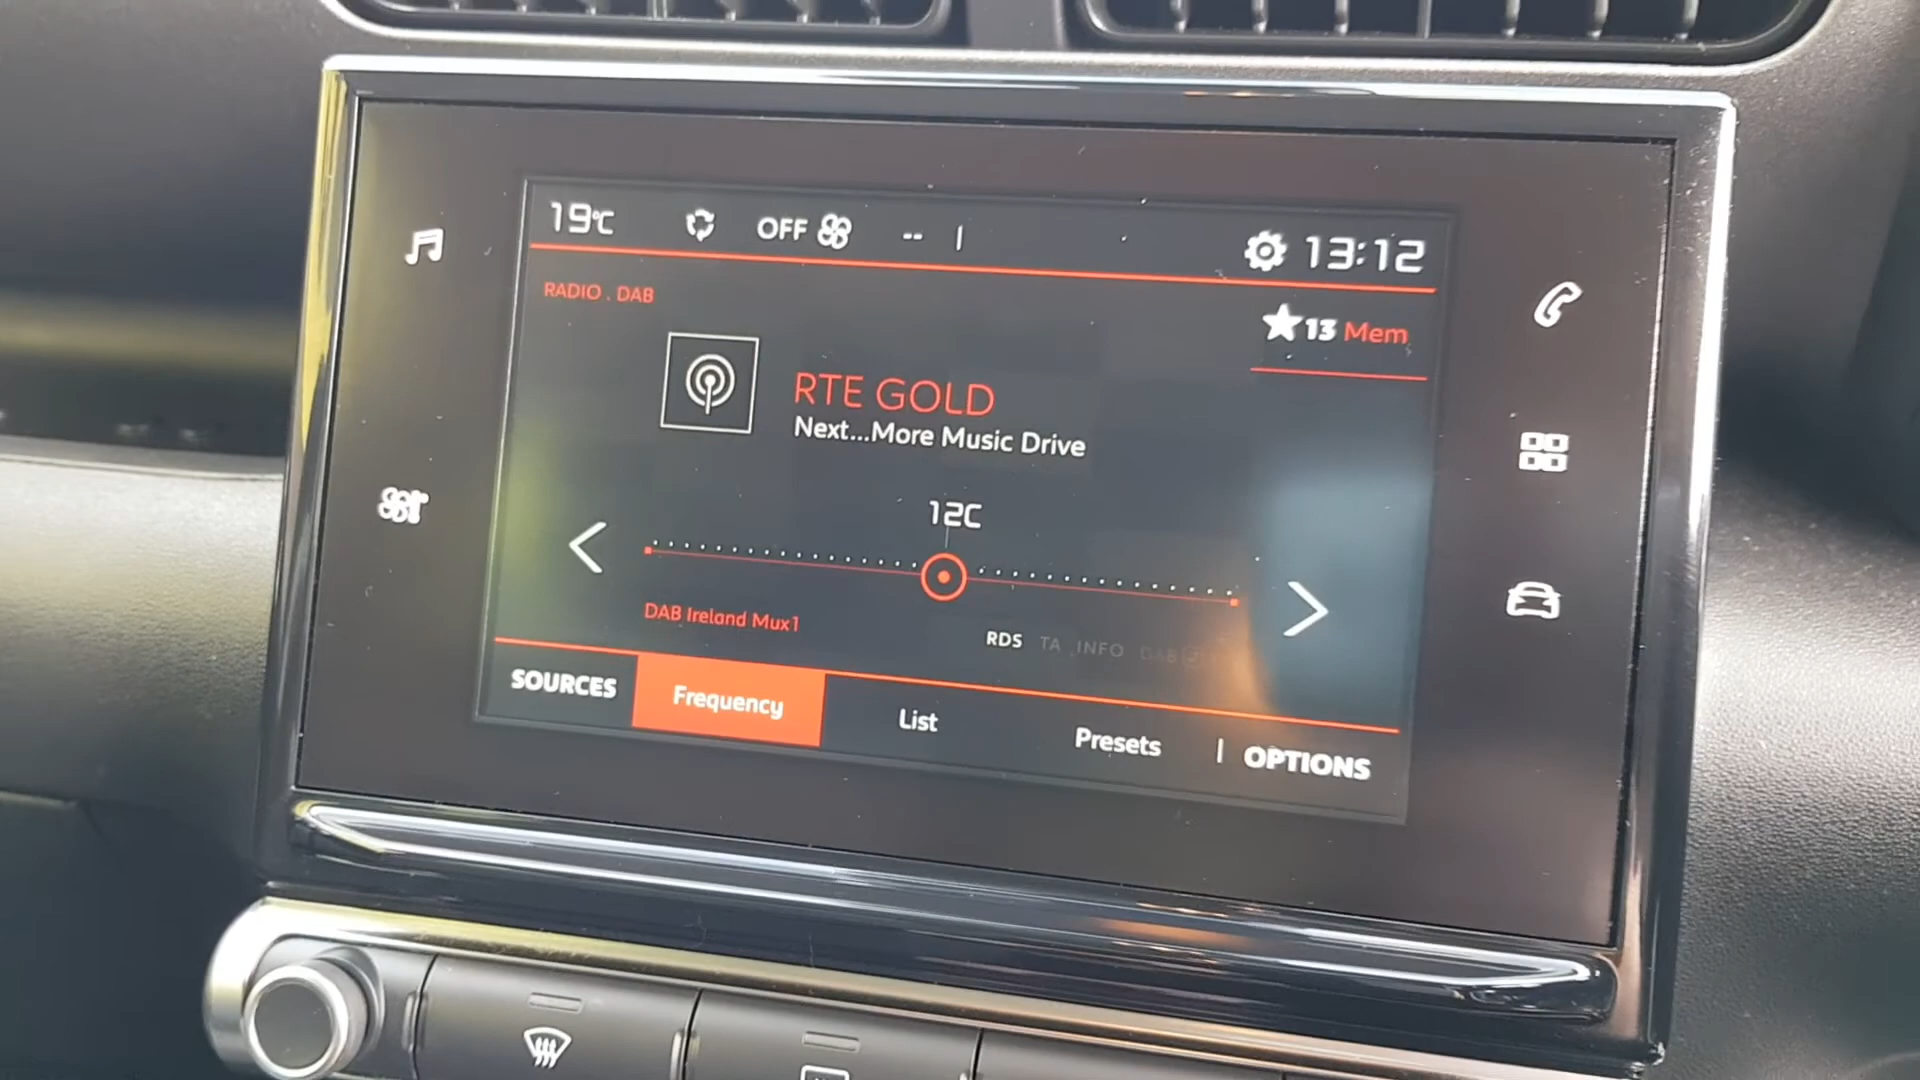 19°C OFF -- | 13:12
RADIO . DAB
13 Mem
RTE GOLD
Next...More Music Drive
12C
DAB Ireland Mux1
RDS TA INFO DAB
SOURCES Frequency List Presets | OPTIONS